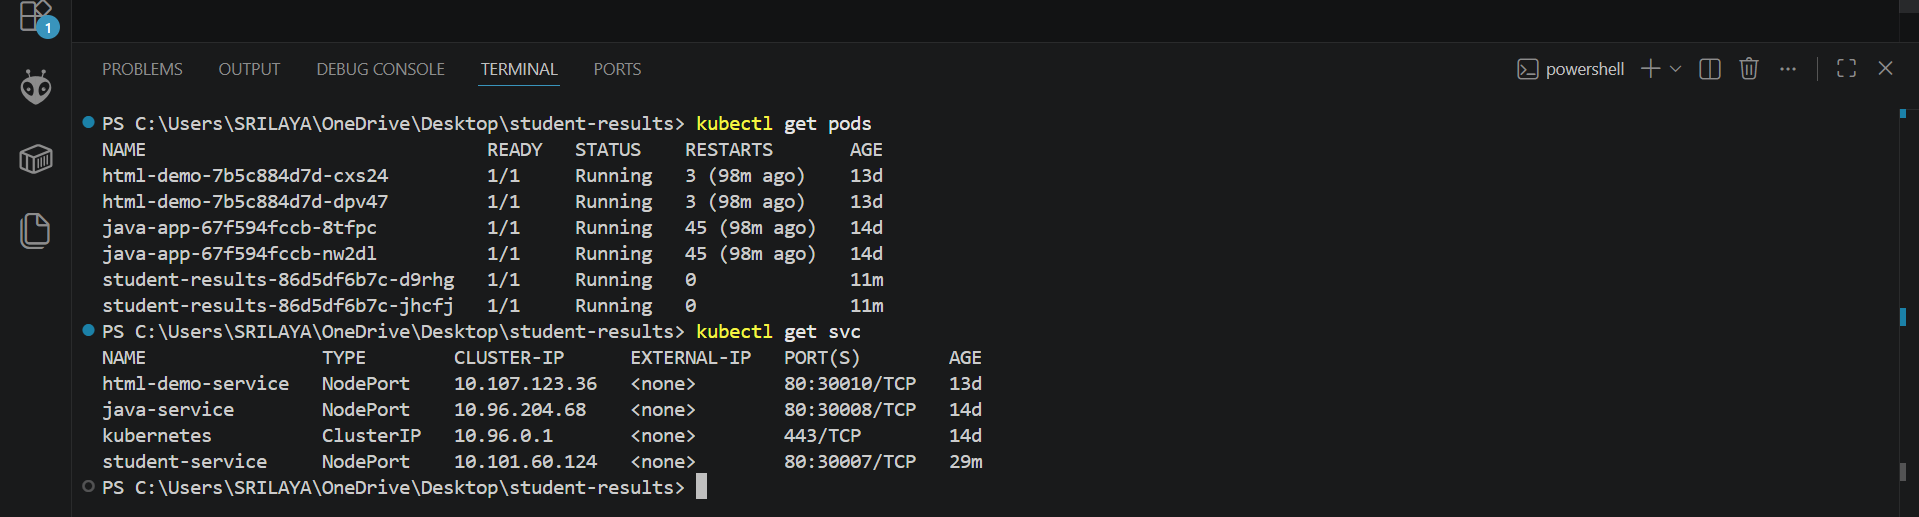 1
PROBLEMS OUTPUT DEBUG CONSOLE TERMINAL PORTS powershell
PS C:\Users\SRILAYA\OneDrive\Desktop\student-results> kubectl get pods
NAME READY STATUS RESTARTS AGE
html-demo-7b5c884d7d-cxs24 1/1 Running 3 (98m ago) 13d
html-demo-7b5c884d7d-dpv47 1/1 Running 3 (98m ago) 13d
java-app-67f594fccb-8tfpc 1/1 Running 45 (98m ago) 14d
java-app-67f594fccb-nw2dl 1/1 Running 45 (98m ago) 14d
student-results-86d5df6b7c-d9rhg 1/1 Running 0 11m
student-results-86d5df6b7c-jhcfj 1/1 Running 0 11m
PS C:\Users\SRILAYA\OneDrive\Desktop\student-results> kubectl get svc
NAME TYPE CLUSTER-IP EXTERNAL-IP PORT(S) AGE
html-demo-service NodePort 10.107.123.36 <none> 80:30010/TCP 13d
java-service NodePort 10.96.204.68 <none> 80:30008/TCP 14d
kubernetes ClusterIP 10.96.0.1 <none> 443/TCP 14d
student-service NodePort 10.101.60.124 <none> 80:30007/TCP 29m
PS C:\Users\SRILAYA\OneDrive\Desktop\student-results>